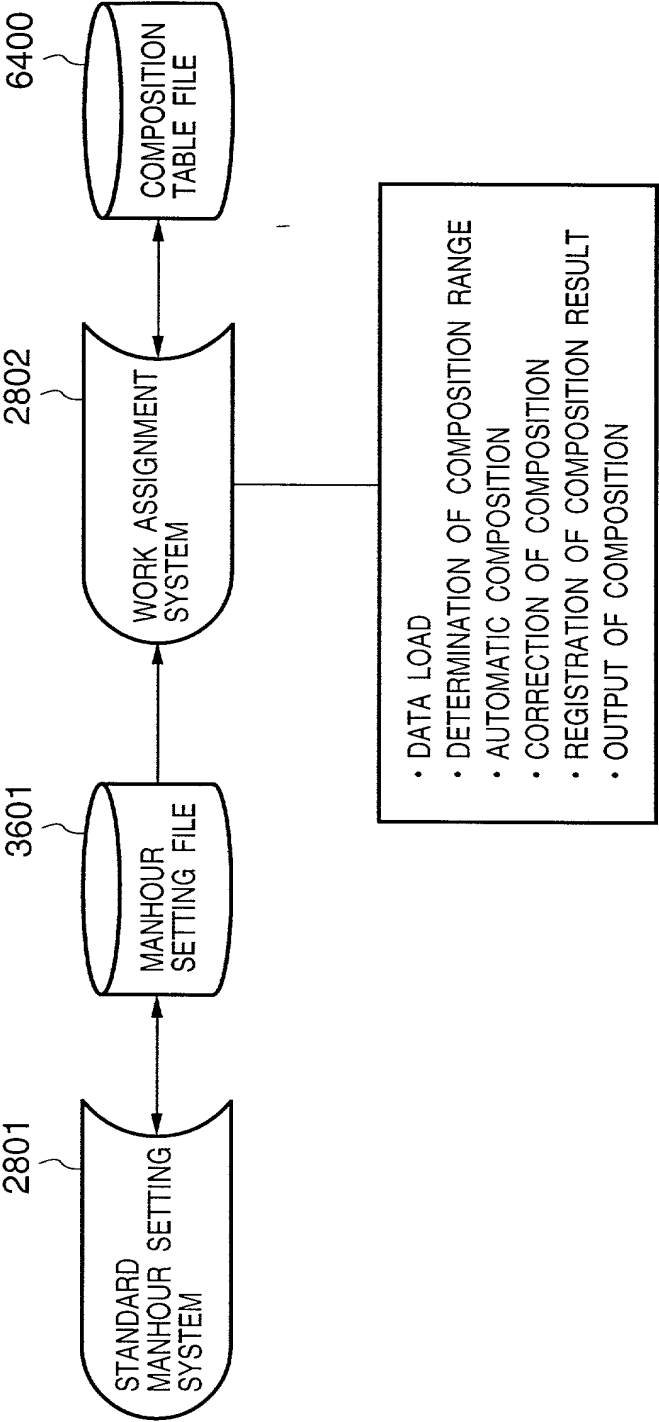 2801
STANDARD
MANHOUR SETTING
SYSTEM
3601
MANHOUR
SETTING FILE
2802
WORK ASSIGNMENT
SYSTEM
6400
COMPOSITION
TABLE FILE
· DATA LOAD
· DETERMINATION OF COMPOSITION RANGE
· AUTOMATIC COMPOSITION
· CORRECTION OF COMPOSITION
· REGISTRATION OF COMPOSITION RESULT
· OUTPUT OF COMPOSITION